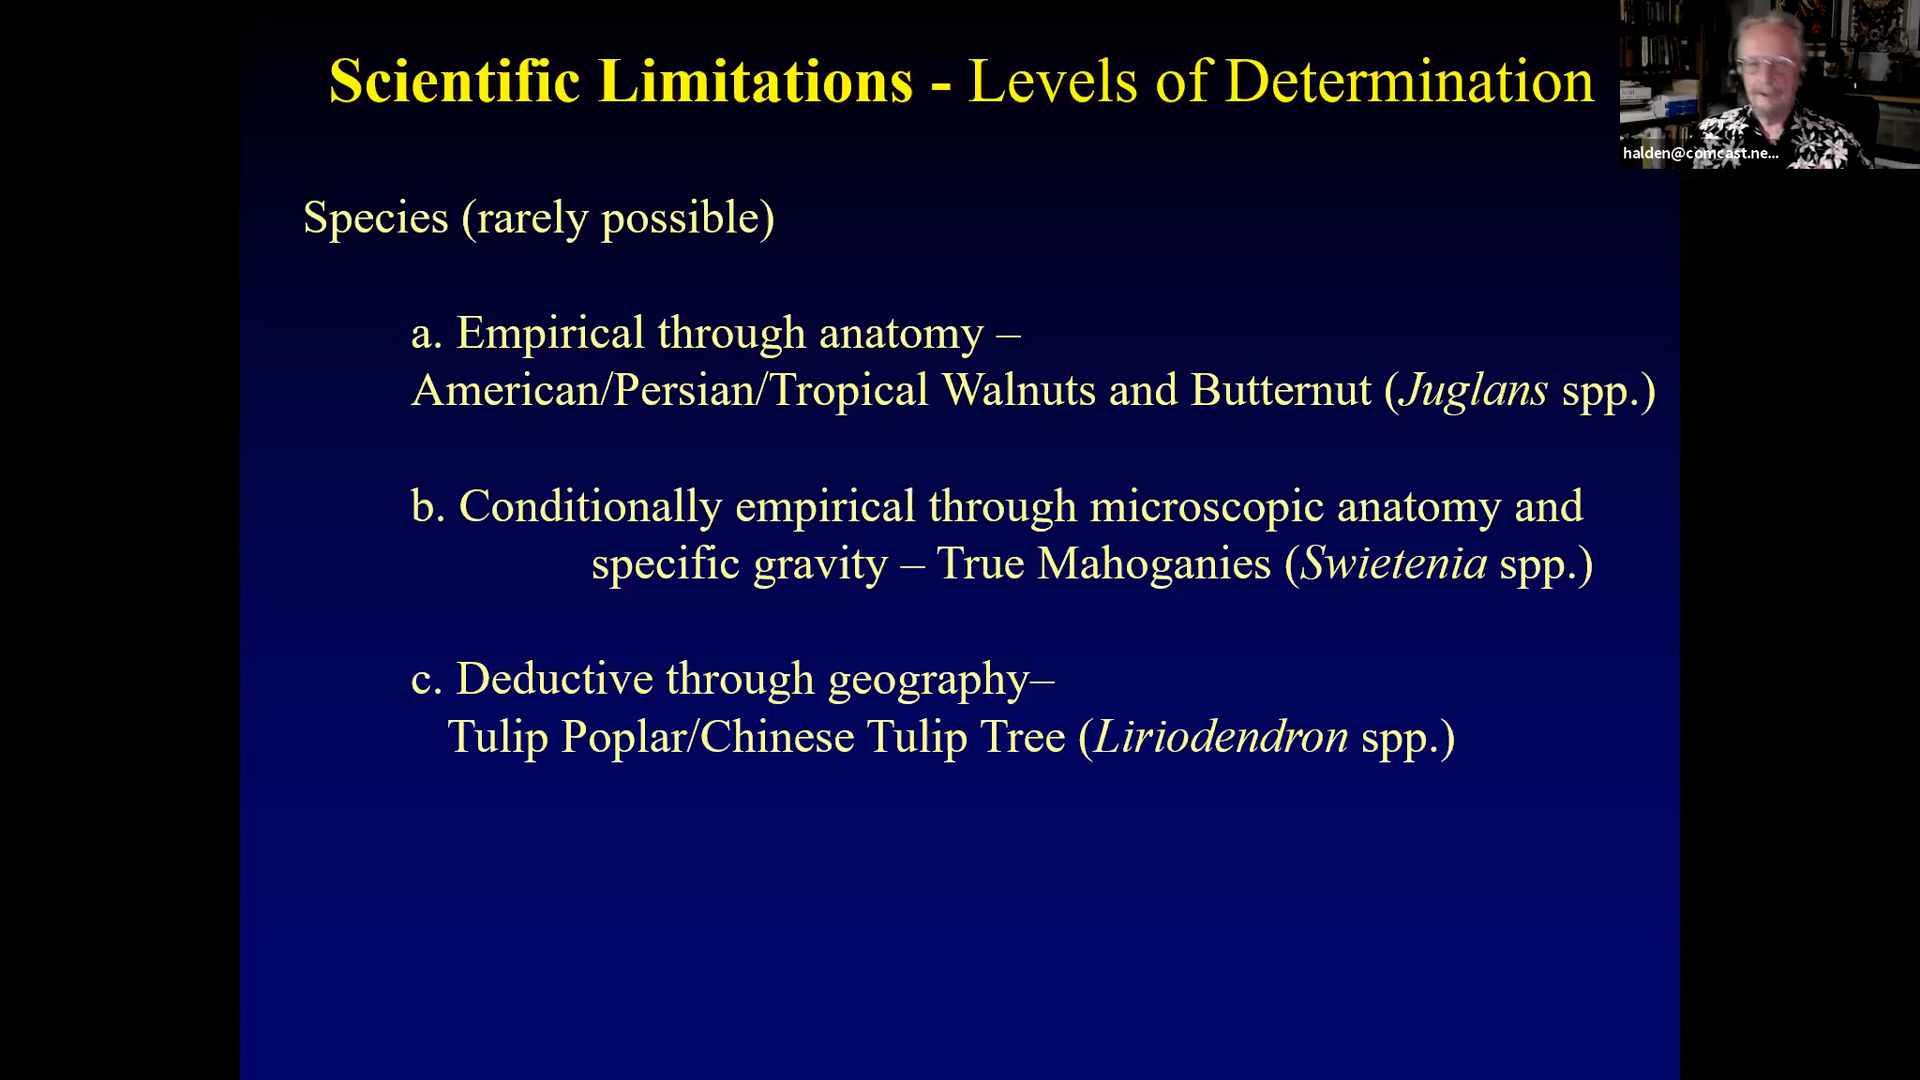 Scientific Limitations - Levels of Determination
halden@comcast.ne...
Species (rarely possible)
a. Empirical through anatomy –
American/Persian/Tropical Walnuts and Butternut (Juglans spp.)
b. Conditionally empirical through microscopic anatomy and
specific gravity – True Mahoganies (Swietenia spp.)
c. Deductive through geography–
Tulip Poplar/Chinese Tulip Tree (Liriodendron spp.)